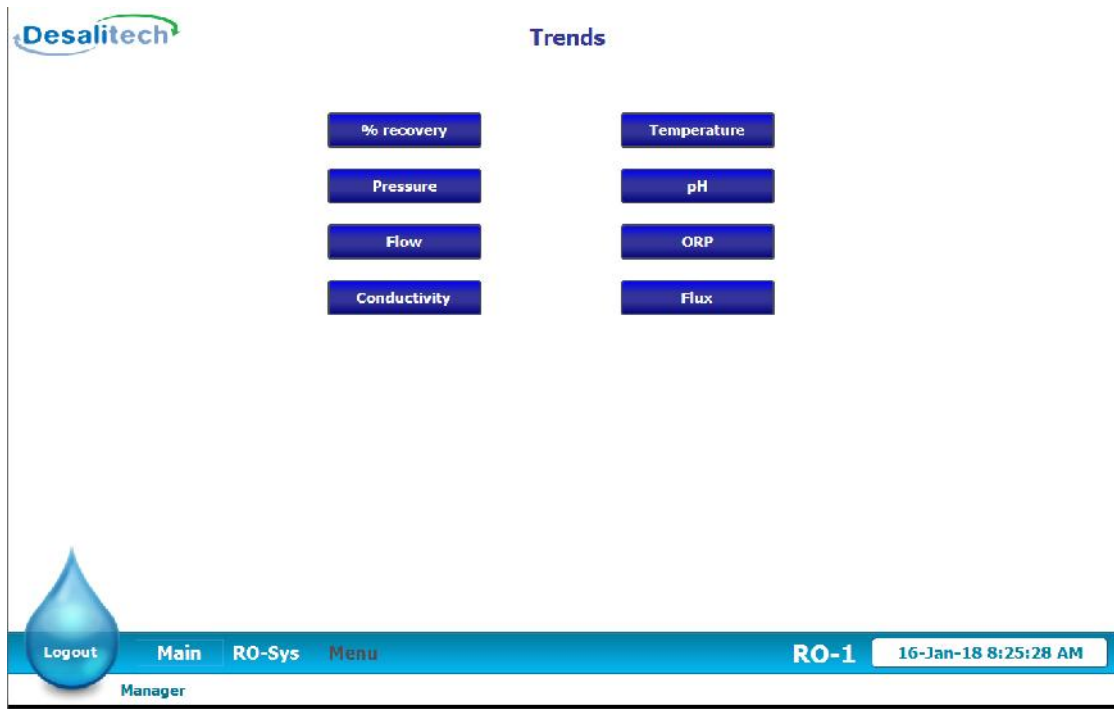 Desalitech
Trends
% recovery
Temperature
Pressure
pH
Flow
ORP
Conductivity
Flux
Logout
Main
RO-Sys
Menu
RO-1
16-Jan-18 8:25:28 AM
Manager